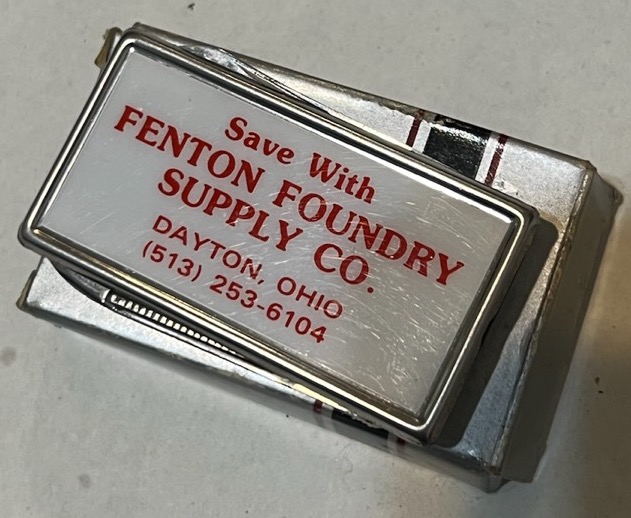 Save With
FENTON FOUNDRY
SUPPLY CO.
DAYTON, OHIO
(513) 253-6104